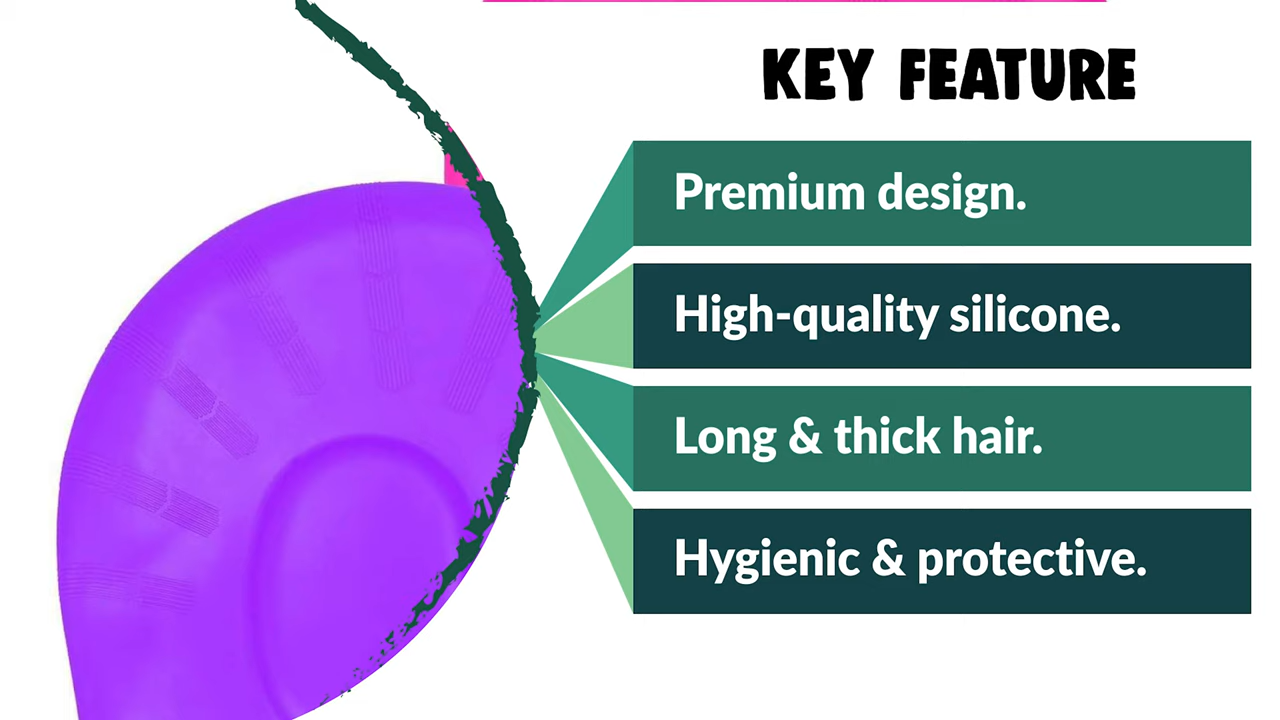 KEY FEATURE
Premium design.
High-quality silicone.
Long & thick hair.
Hygienic & protective.